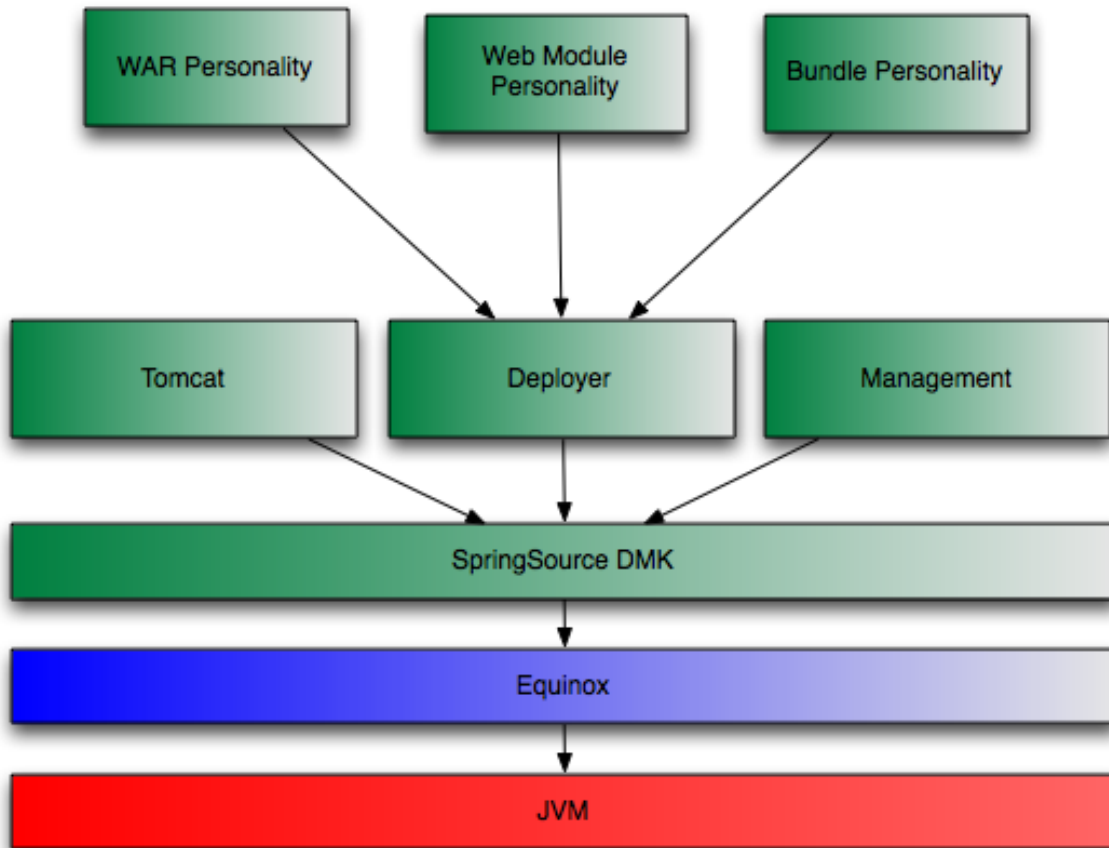 WAR Personality
Web Module
Personality
Bundle Personality
Tomcat
Deployer
Management
SpringSource DMK
Equinox
JVM